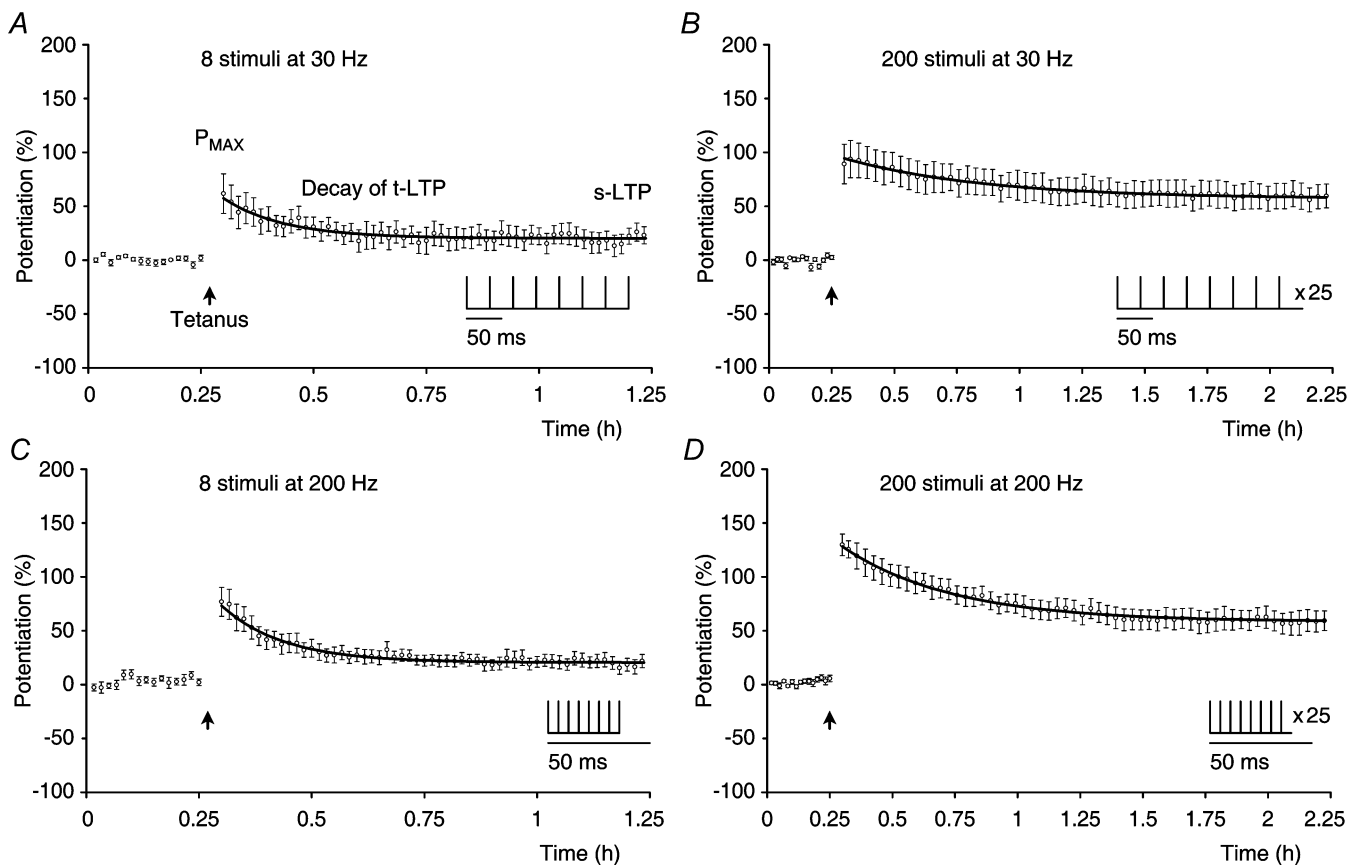 A
8 stimuli at 30 Hz
Potentiation (%)
200
150
100
50
0
-50
-100
PMAX
Decay of t-LTP
s-LTP
Tetanus
50 ms
0
0.25
0.5
0.75
1
1.25
Time (h)
B
200 stimuli at 30 Hz
Potentiation (%)
200
150
100
50
0
-50
-100
x 25
50 ms
0
0.25
0.5
0.75
1
1.25
1.5
1.75
2
2.25
Time (h)
C
8 stimuli at 200 Hz
Potentiation (%)
200
150
100
50
0
-50
-100
50 ms
0
0.25
0.5
0.75
1
1.25
Time (h)
D
200 stimuli at 200 Hz
Potentiation (%)
200
150
100
50
0
-50
-100
x 25
50 ms
0
0.25
0.5
0.75
1
1.25
1.5
1.75
2
2.25
Time (h)